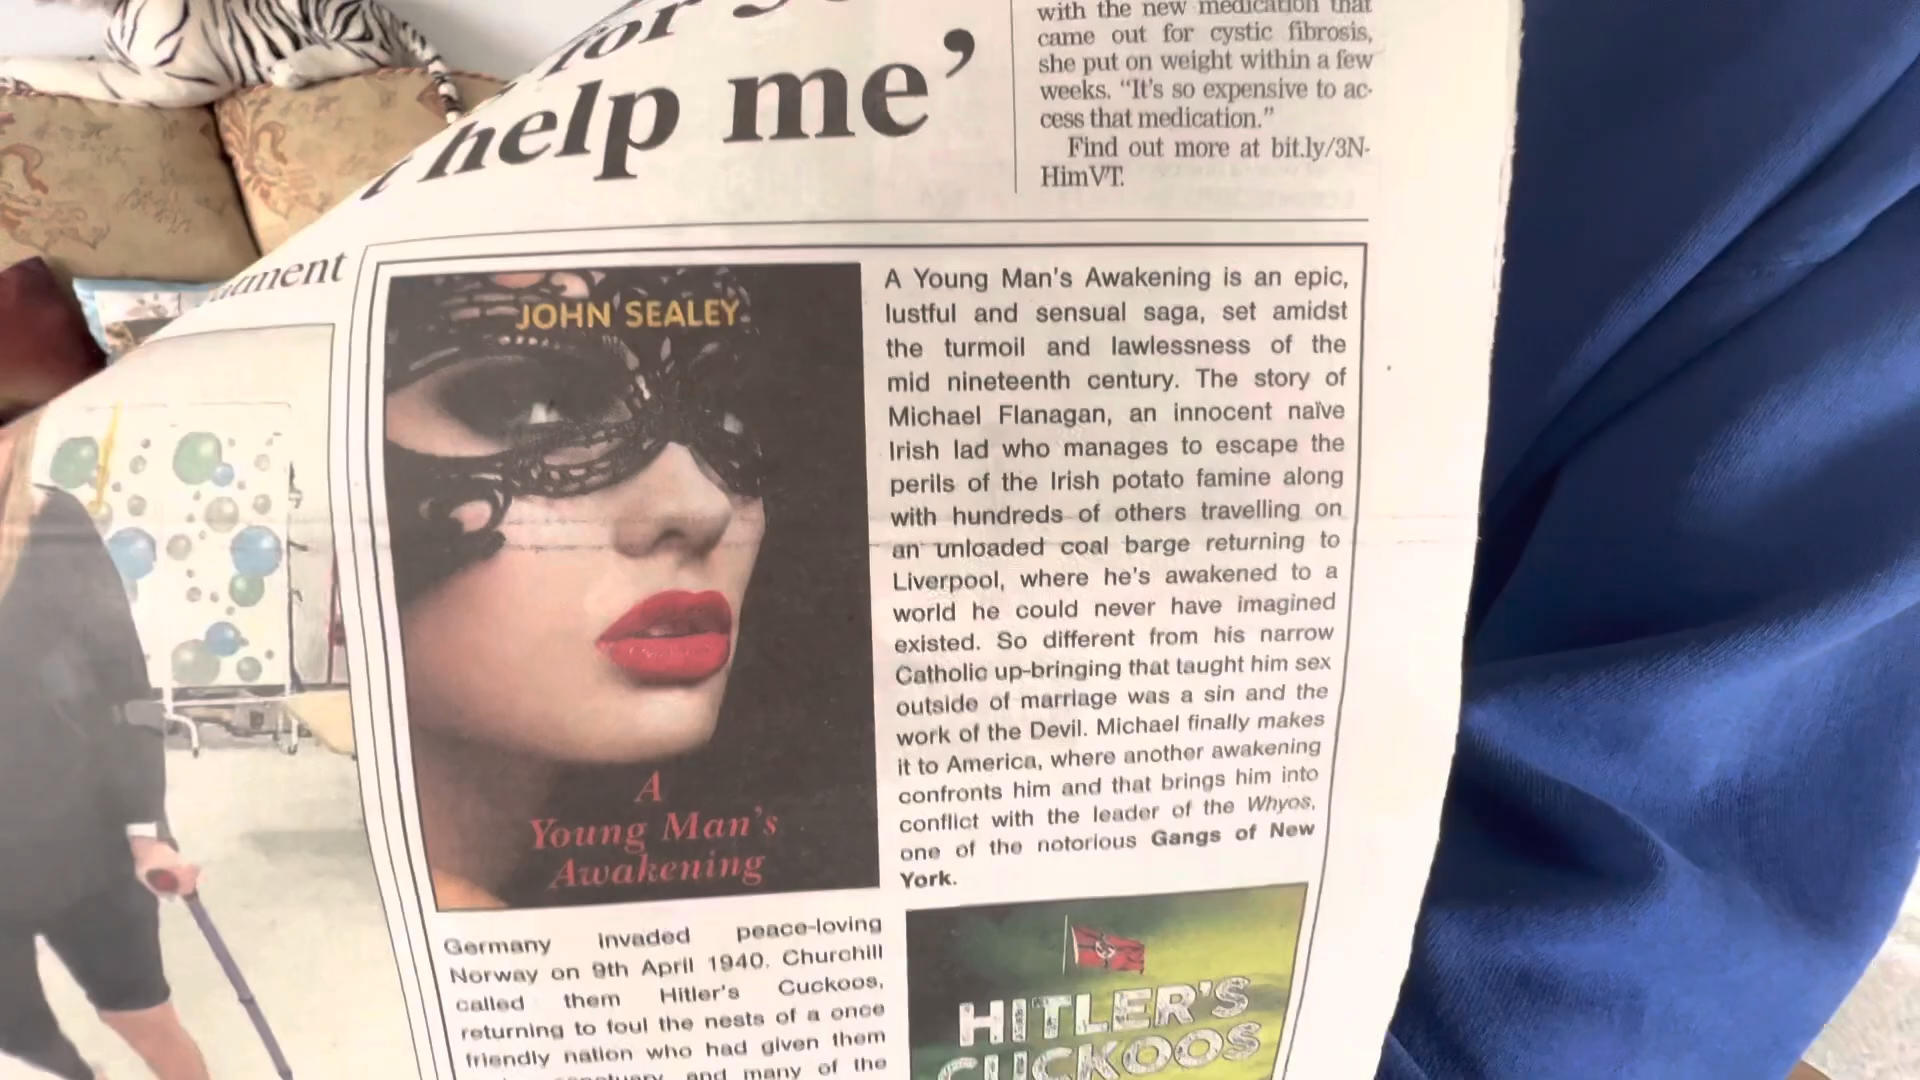 for
help me’
with the new medication that
came out for cystic fibrosis,
she put on weight within a few
weeks. “It's so expensive to ac-
cess that medication.”
Find out more at bit.ly/3N-
HimVT.
JOHN SEALEY
A
Young Man's
Awakening
A Young Man's Awakening is an epic,
lustful and sensual saga, set amidst
the turmoil and lawlessness of the
mid nineteenth century. The story of
Michael Flanagan, an innocent naïve
Irish lad who manages to escape the
perils of the Irish potato famine along
with hundreds of others travelling on
an unloaded coal barge returning to
Liverpool, where he's awakened to a
world he could never have imagined
existed. So different from his narrow
Catholic up-bringing that taught him sex
outside of marriage was a sin and the
work of the Devil. Michael finally makes
it to America, where another awakening
confronts him and that brings him into
conflict with the leader of the Whyos,
one of the notorious Gangs of New
York.
Germany invaded peace-loving
Norway on 9th April 1940. Churchill
called them Hitler's Cuckoos,
returning to foul the nests of a once
friendly nation who had given them
and many of the
HITLER'S
CUCKOOS